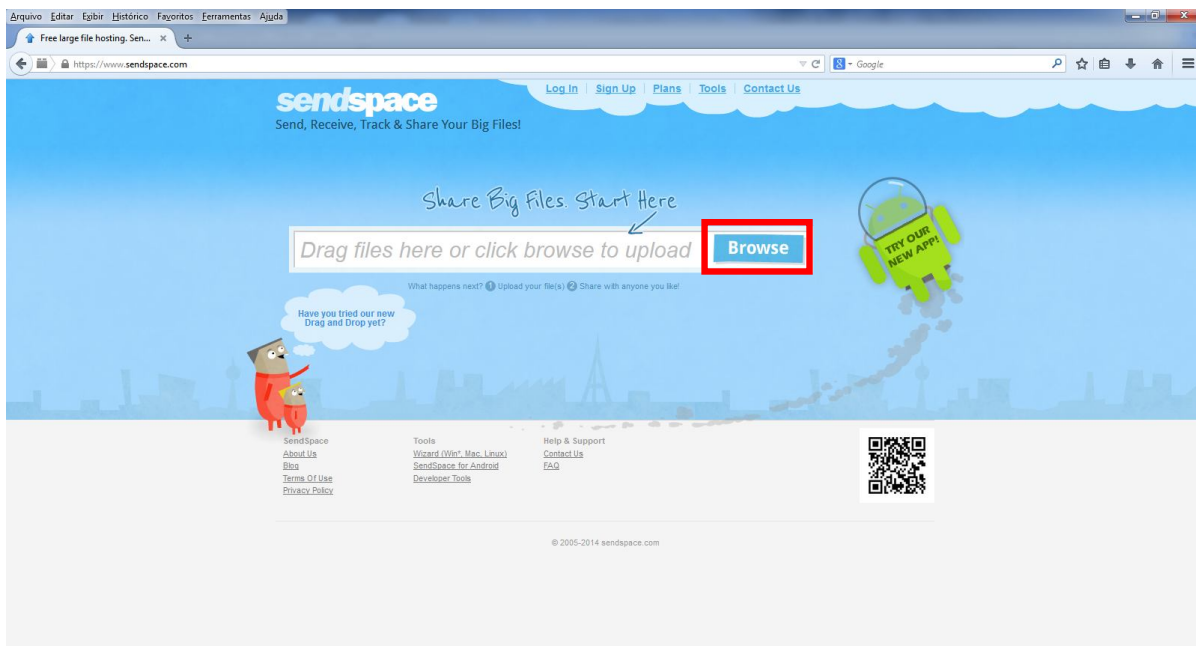 Arquivo Editar Exibir Histórico Favoritos Ferramentas Ajuda
Free large file hosting. Sen...
https://www.sendspace.com
Google
sendspace
Log In Sign Up Plans Tools Contact Us
Send, Receive, Track & Share Your Big Files!
Share Big Files. Start Here
Drag files here or click browse to upload
Browse
TRY OUR
NEW APP!
What happens next? 1 Upload your file(s) 2 Share with anyone you like!
Have you tried our new
Drag and Drop yet?
SendSpace
About Us
Blog
Terms Of Use
Privacy Policy
Tools
Wizard (Win*, Mac, Linux)
SendSpace for Android
Developer Tools
Help & Support
Contact Us
FAQ
© 2005-2014 sendspace.com